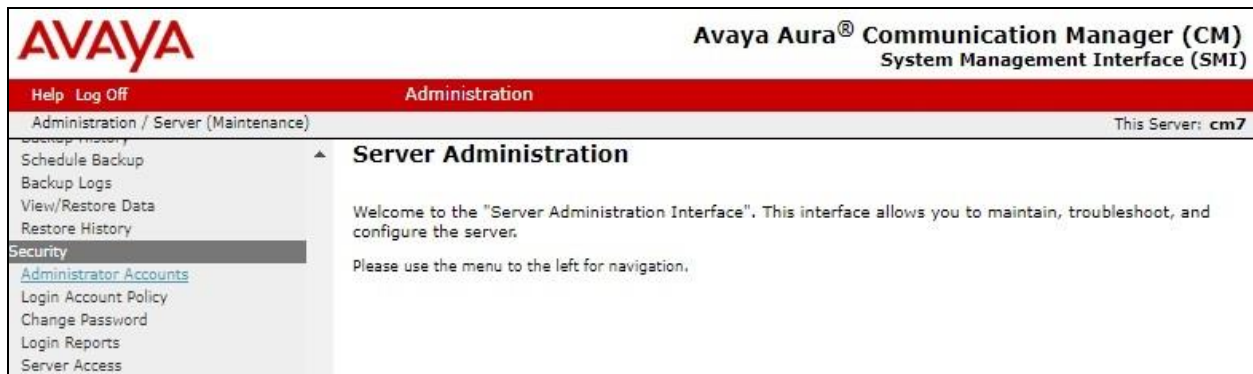 AVAYA
Avaya Aura® Communication Manager (CM)
System Management Interface (SMI)
Help Log Off
Administration
Administration / Server (Maintenance)
This Server: cm7
Backup History
Schedule Backup
Backup Logs
View/Restore Data
Restore History
Security
Administrator Accounts
Login Account Policy
Change Password
Login Reports
Server Access
Server Administration
Welcome to the "Server Administration Interface". This interface allows you to maintain, troubleshoot, and
configure the server.
Please use the menu to the left for navigation.